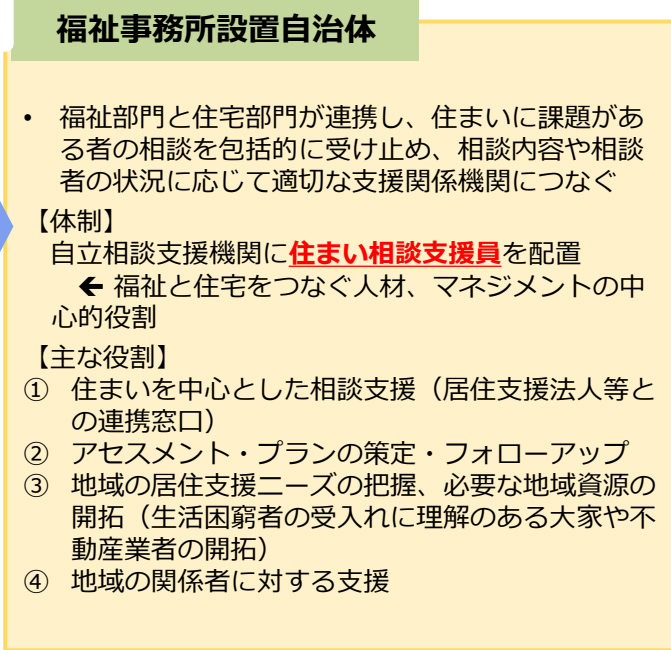 福祉事務所設置自治体
• 福祉部門と住宅部門が連携し、住まいに課題があ
る者の相談を包括的に受け止め、相談内容や相談
者の状況に応じて適切な支援関係機関につなぐ
【体制】
自立相談支援機関に住まい相談支援員を配置
← 福祉と住宅をつなぐ人材、マネジメントの中
心的役割
【主な役割】
① 住まいを中心とした相談支援（居住支援法人等と
の連携窓口）
② アセスメント・プランの策定・フォローアップ
③ 地域の居住支援ニーズの把握、必要な地域資源の
開拓（生活困窮者の受入れに理解のある大家や不
動産業者の開拓）
④ 地域の関係者に対する支援